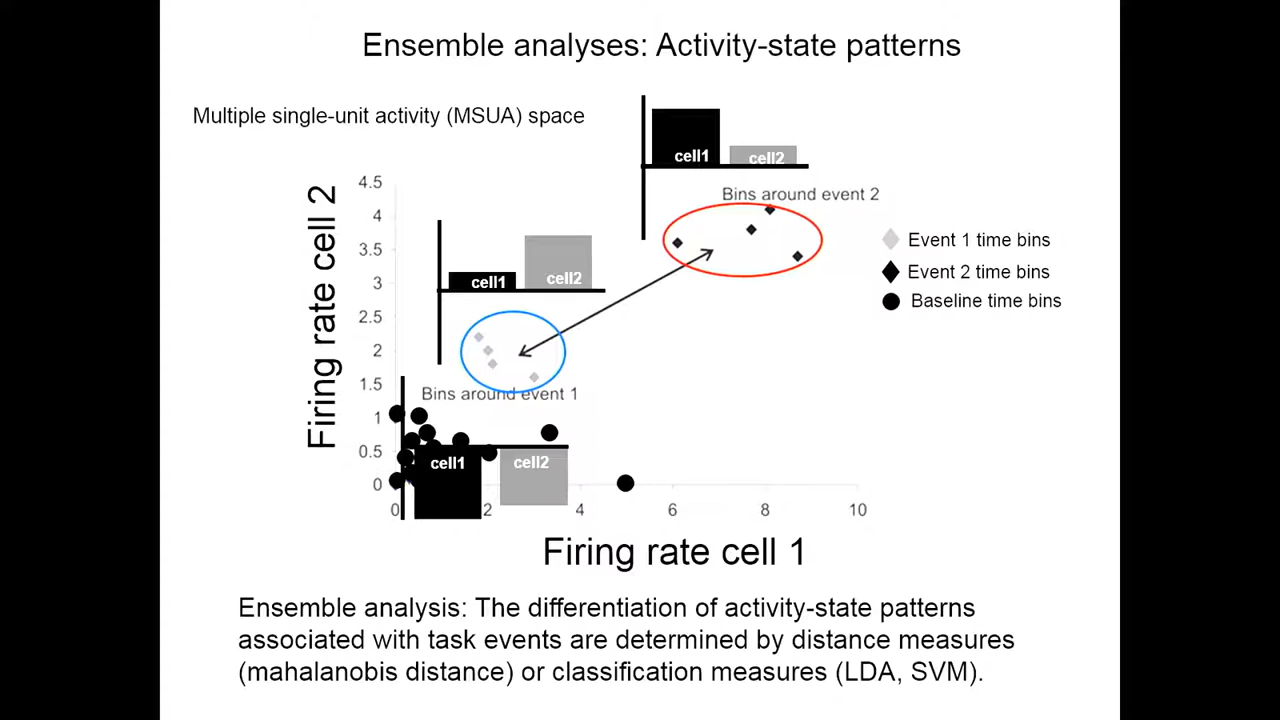 Ensemble analyses: Activity-state patterns
Multiple single-unit activity (MSUA) space
cell1 cell2
Bins around event 2
4.5
4
3.5
3
2.5
2
1.5
1
0.5
0
Firing rate cell 2
cell1 cell2
Bins around event 1
cell1 cell2
Event 1 time bins
Event 2 time bins
Baseline time bins
0 2 4 6 8 10
Firing rate cell 1
Ensemble analysis: The differentiation of activity-state patterns
associated with task events are determined by distance measures
(mahalanobis distance) or classification measures (LDA, SVM).